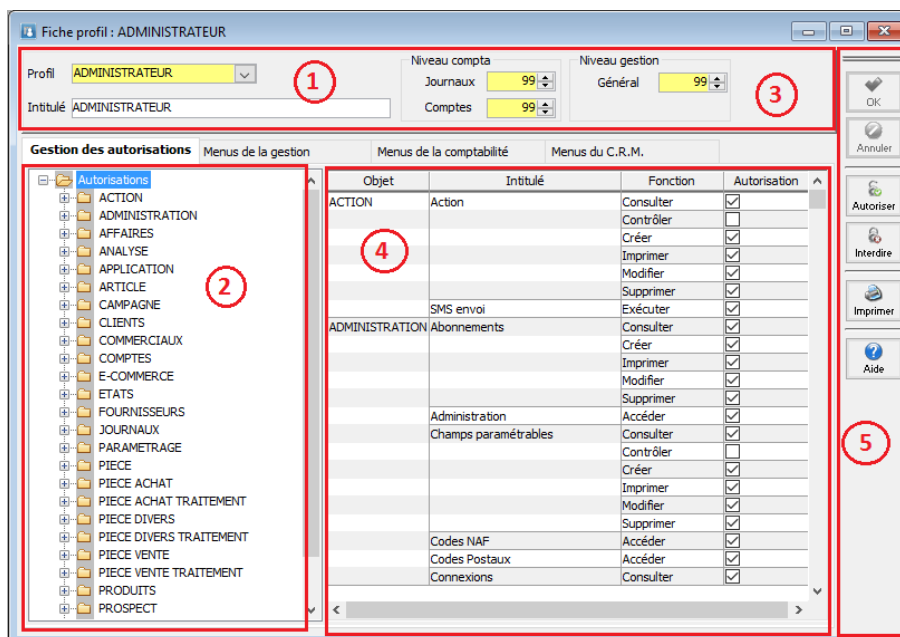 Fiche profil : ADMINISTRATEUR
Profil ADMINISTRATEUR
Intitulé ADMINISTRATEUR
1
Niveau compta
Journaux 99
Comptes 99
Niveau gestion
Général 99
3
Gestion des autorisations Menus de la gestion Menus de la comptabilité Menus du C.R.M.
Autorisations
ACTION
ADMINISTRATION
AFFAIRES
ANALYSE
APPLICATION
ARTICLE
CAMPAGNE
CLIENTS
COMMERCIAUX
COMPTES
E-COMMERCE
ETATS
FOURNISSEURS
JOURNAUX
PARAMETRAGE
PIECE
PIECE ACHAT
PIECE ACHAT TRAITEMENT
PIECE DIVERS
PIECE DIVERS TRAITEMENT
PIECE VENTE
PIECE VENTE TRAITEMENT
PRODUITS
PROSPECT
2
Objet Intitulé Fonction Autorisation
ACTION Action Consulter
Contrôler
Créer
Imprimer
Modifier
Supprimer
SMS envoi Exécuter
ADMINISTRATION Abonnements Consulter
Créer
Imprimer
Modifier
Supprimer
Administration Accéder
Champs paramétrables Consulter
Contrôler
Créer
Imprimer
Modifier
Supprimer
Codes NAF Accéder
Codes Postaux Accéder
Connexions Consulter
4
OK
Annuler
Autoriser
Interdire
Imprimer
Aide
5